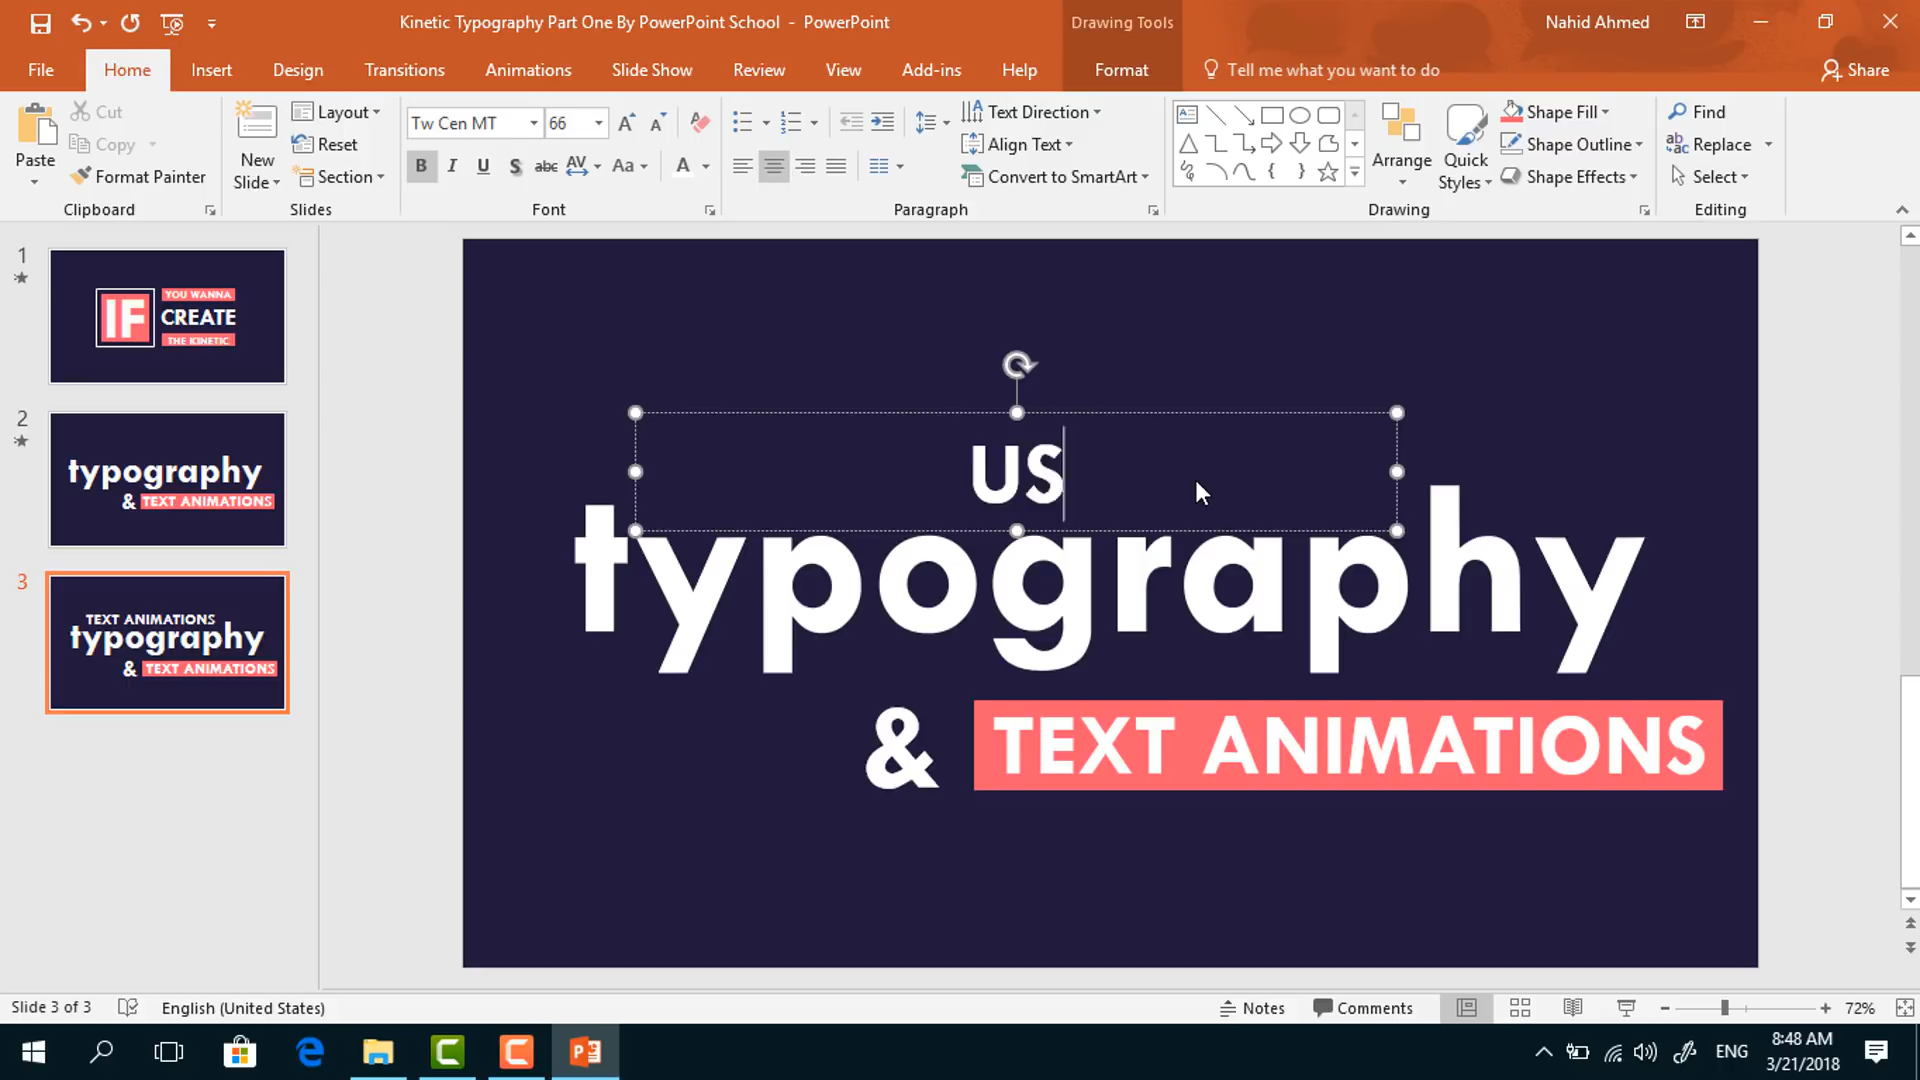 Kinetic Typography Part One By PowerPoint School - PowerPoint
Drawing Tools
Nahid Ahmed
File
Home
Insert
Design
Transitions
Animations
Slide Show
Review
View
Add-ins
Help
Format
Tell me what you want to do
Share
Paste
Cut
Copy
Format Painter
Clipboard
New
Slide
Layout
Reset
Section
Slides
Tw Cen MT
66
B I U S abc AV Aa A
Font
Text Direction
Align Text
Convert to SmartArt
Paragraph
Arrange
Quick
Styles
Shape Fill
Shape Outline
Shape Effects
Drawing
Find
Replace
Select
Editing
1
IF
YOU WANNA
CREATE
THE KINETIC
2
typography
& TEXT ANIMATIONS
3
TEXT ANIMATIONS
typography
& TEXT ANIMATIONS
US
typography
& TEXT ANIMATIONS
Slide 3 of 3
English (United States)
Notes
Comments
72%
ENG
8:48 AM
3/21/2018